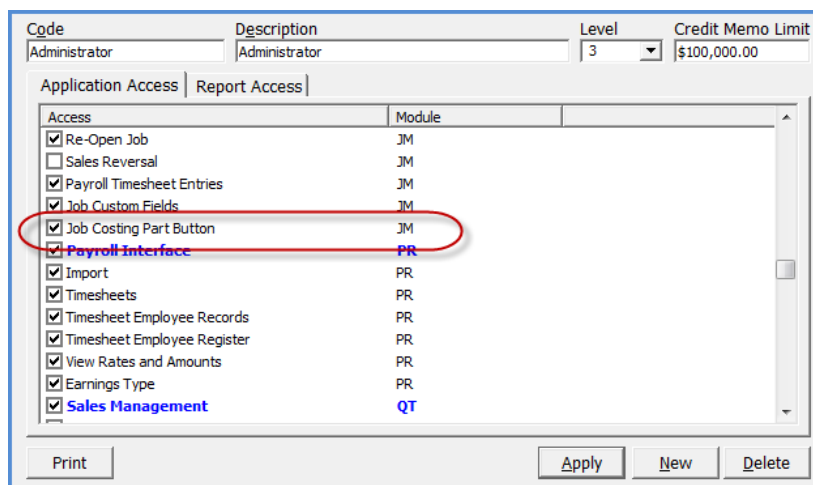 Code Description Level Credit Memo Limit
Administrator Administrator 3 $100,000.00
Application Access Report Access
Access Module
Re-Open Job JM
Sales Reversal JM
Payroll Timesheet Entries JM
Job Custom Fields JM
Job Costing Part Button JM
Payroll Interface PR
Import PR
Timesheets PR
Timesheet Employee Records PR
Timesheet Employee Register PR
View Rates and Amounts PR
Earnings Type PR
Sales Management QT
Print Apply New Delete